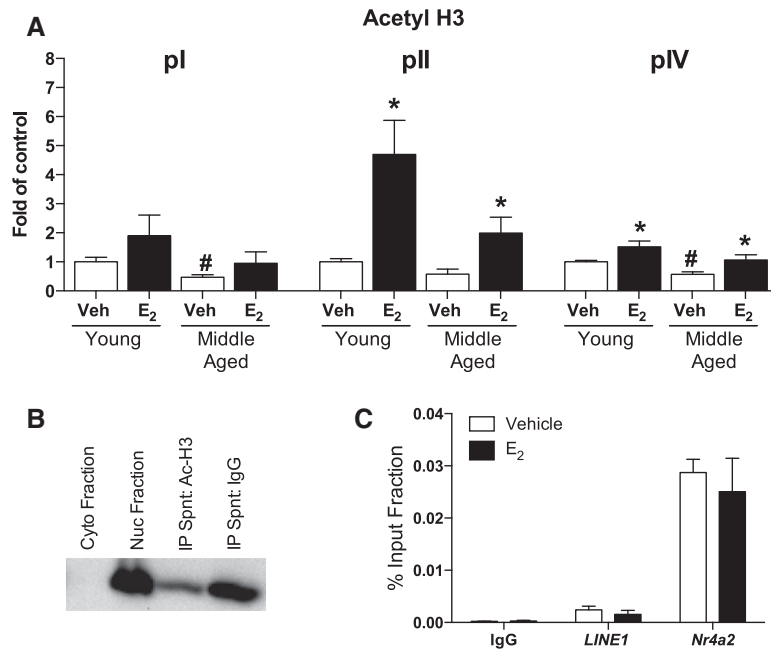 A
Acetyl H3
pI pII pIV
Fold of control
8
7
6
5
4
3
2
1
0
* * # * # *
Veh E₂ Veh E₂ Veh E₂ Veh E₂ Veh E₂ Veh E₂
Young Middle Aged Young Middle Aged Young Middle Aged
B
Cyto Fraction
Nuc Fraction
IP Spnt: Ac-H3
IP Spnt: IgG
C
Vehicle
E₂
% Input Fraction
0.04
0.03
0.02
0.01
0.00
IgG LINE1 Nr4a2